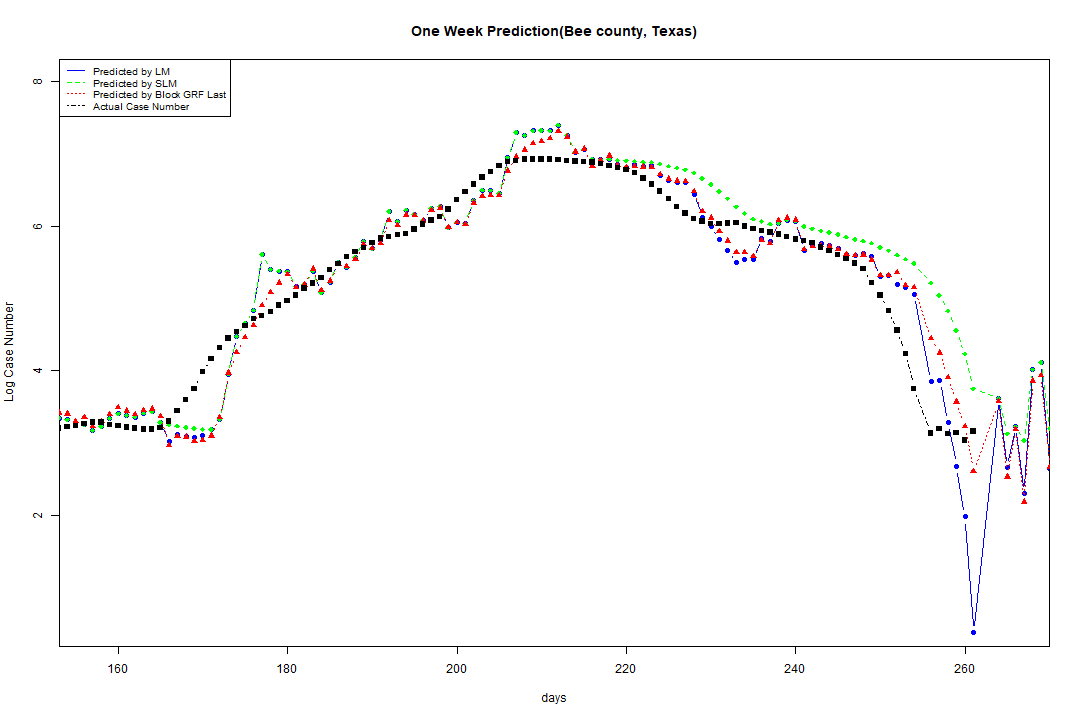 One Week Prediction(Bee county, Texas)
Predicted by LM
Predicted by SLM
Predicted by Block GRF Last
Actual Case Number
8
6
4
2
Log Case Number
160 180 200 220 240 260
days